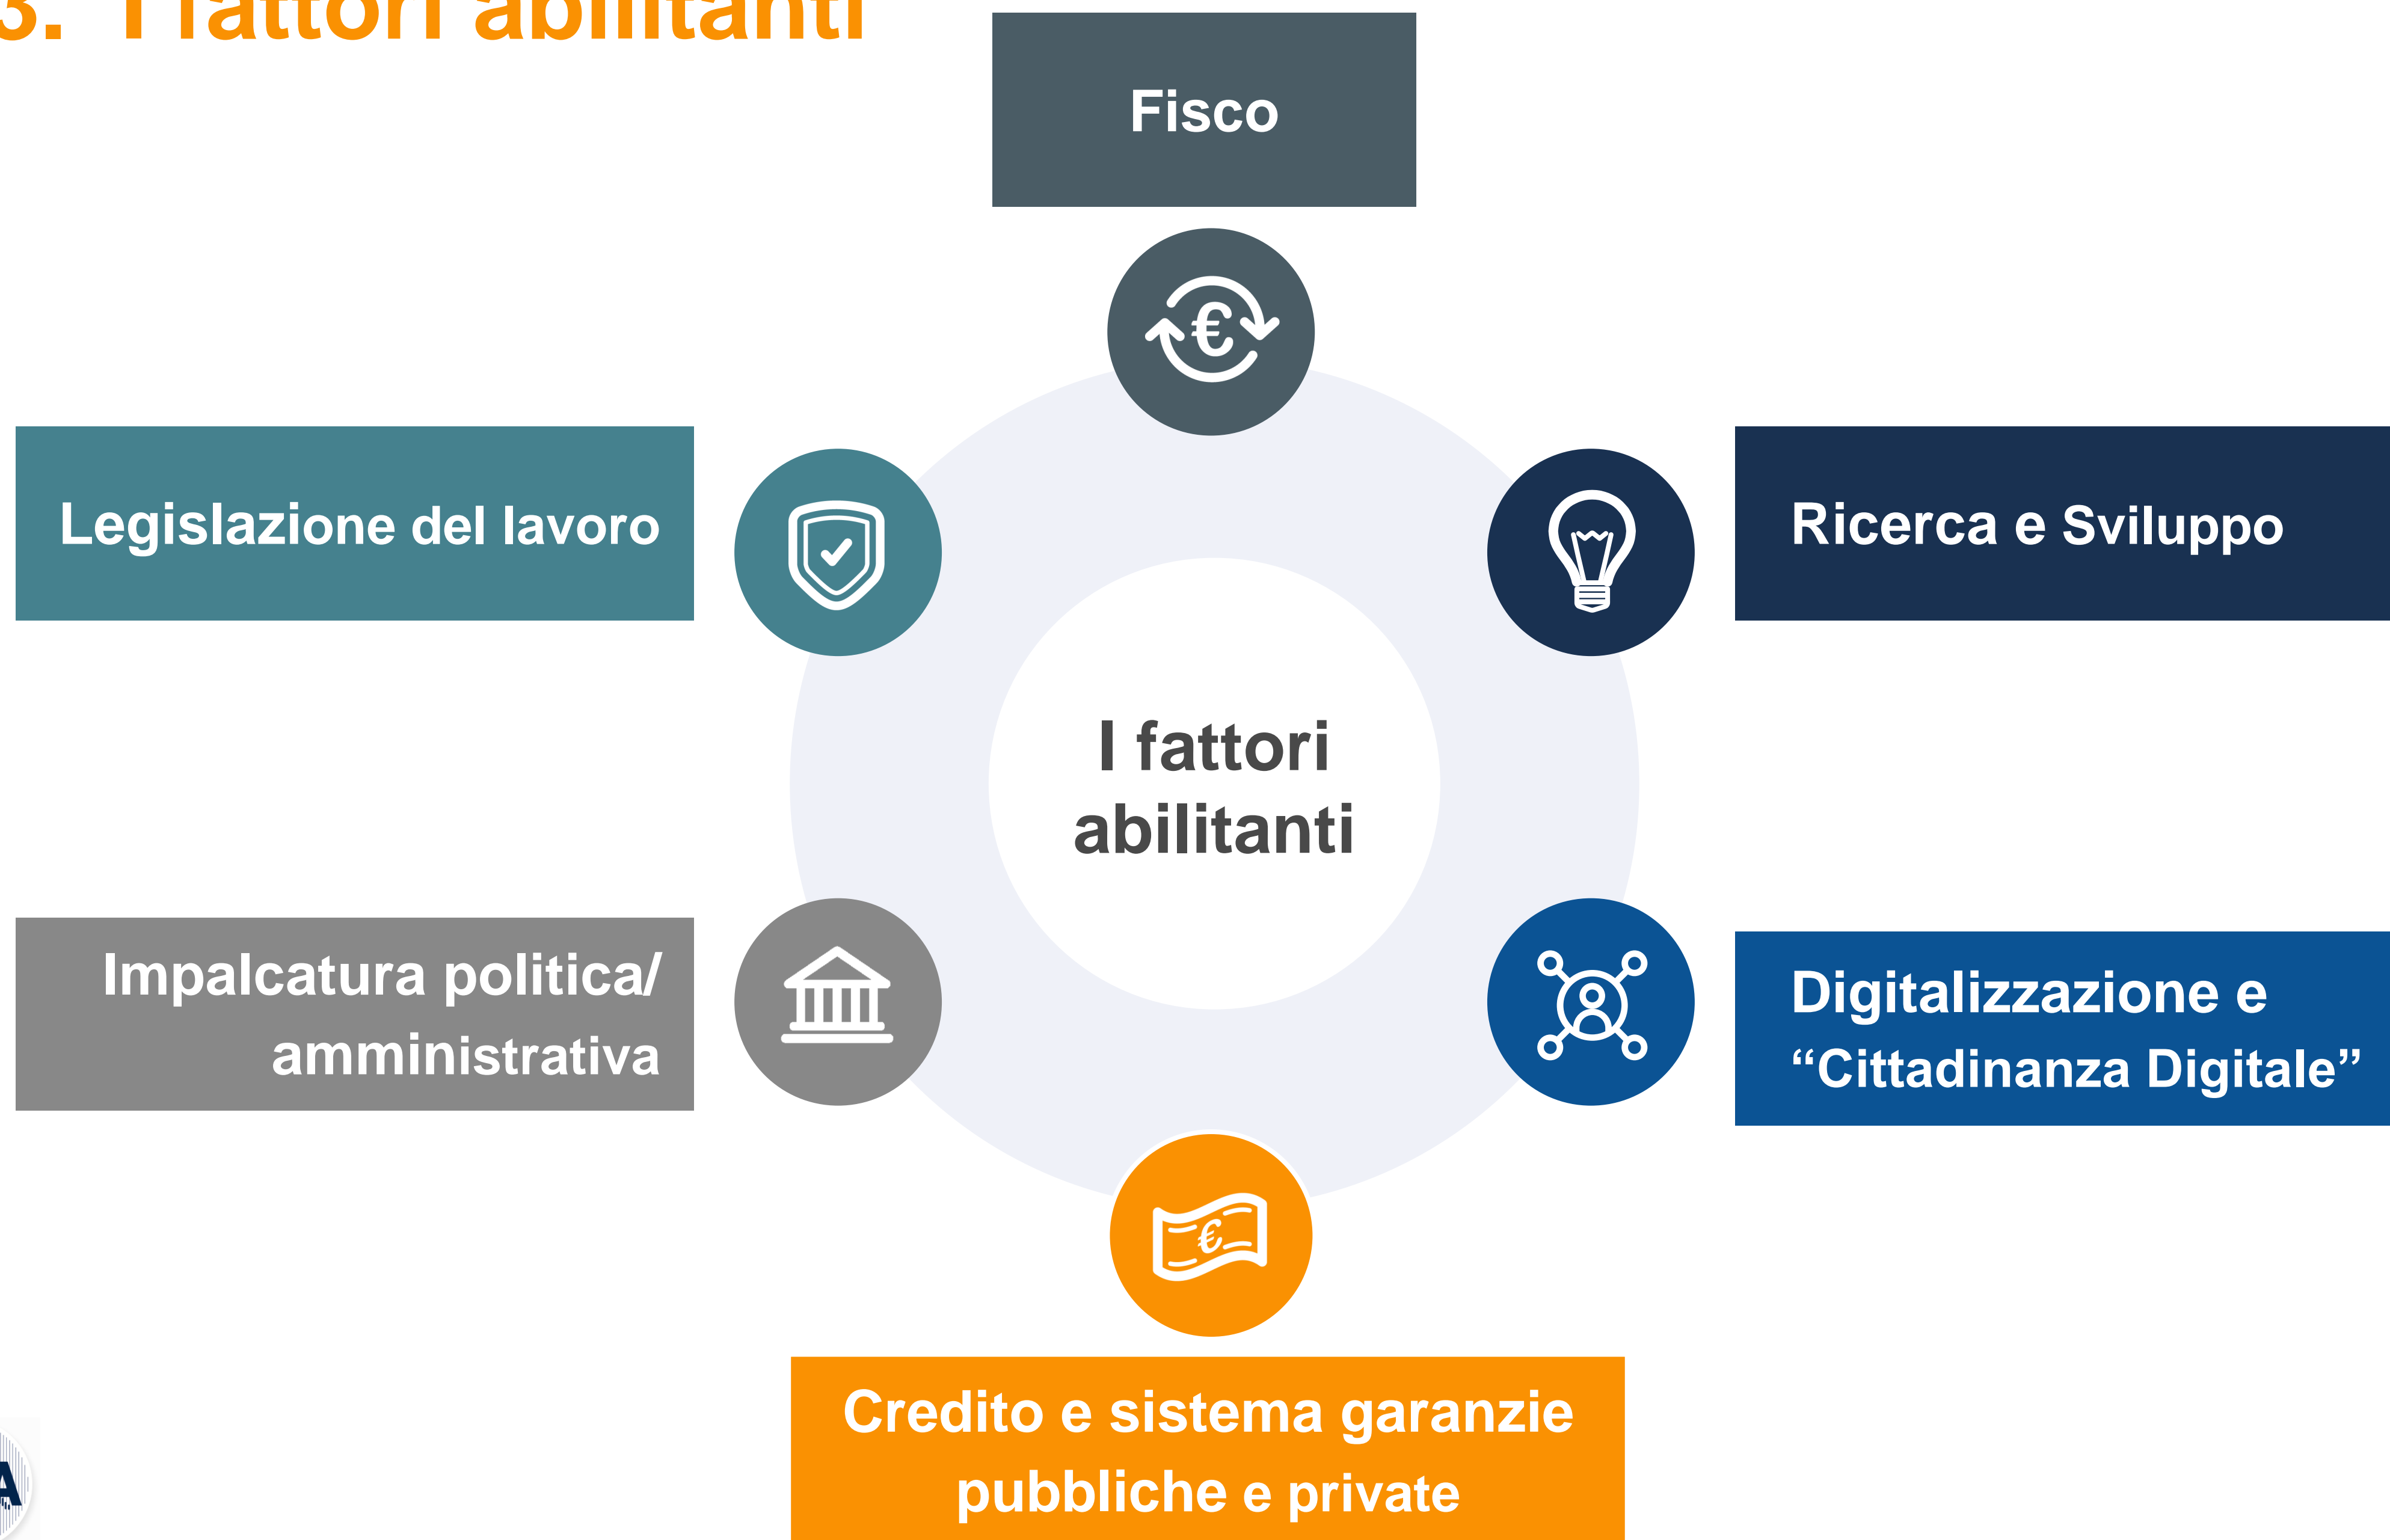 3. I fattori abilitanti
Fisco
Legislazione del lavoro
Ricerca e Sviluppo
I fattori
abilitanti
Impalcatura politica/
amministrativa
Digitalizzazione e
“Cittadinanza Digitale”
Credito e sistema garanzie
pubbliche e private
A